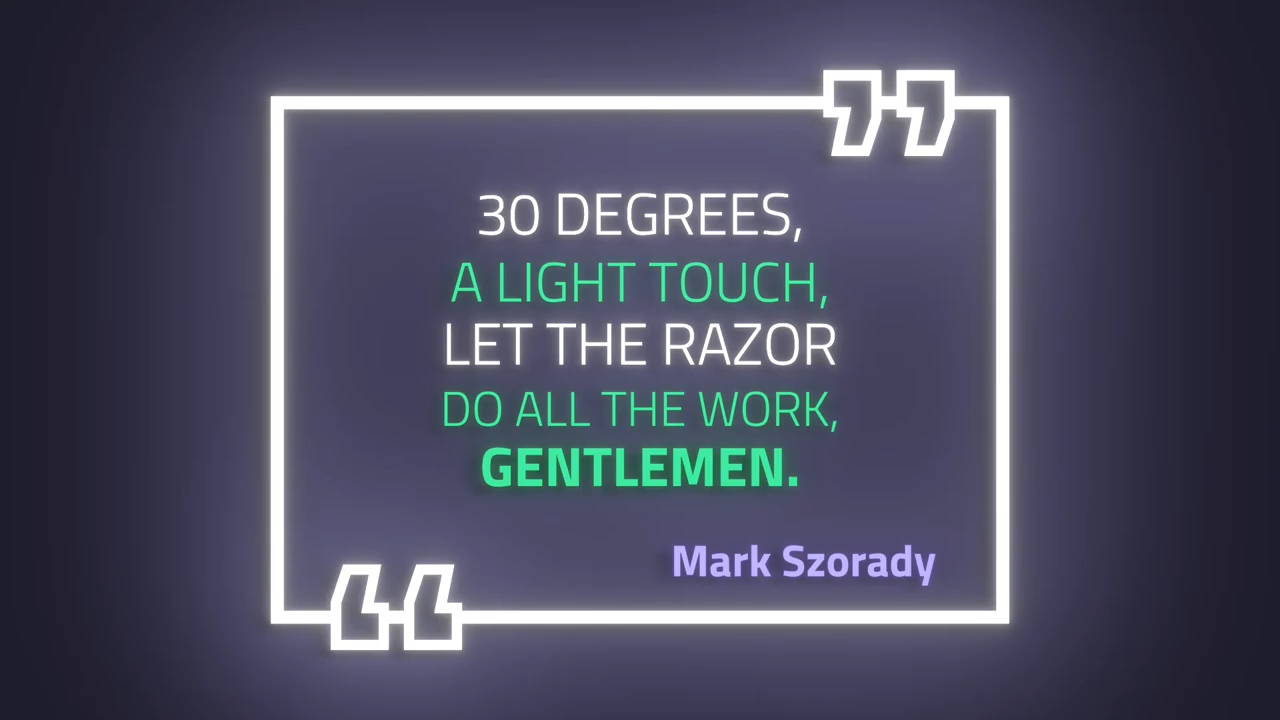 30 DEGREES,
A LIGHT TOUCH,
LET THE RAZOR
DO ALL THE WORK,
GENTLEMEN.
Mark Szorady